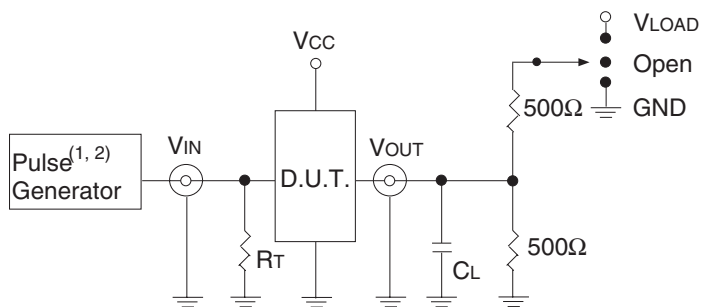 VLOAD
VCC
Open
500Ω
GND
VIN
VOUT
Pulse(1, 2)
Generator
D.U.T.
RT
CL
500Ω